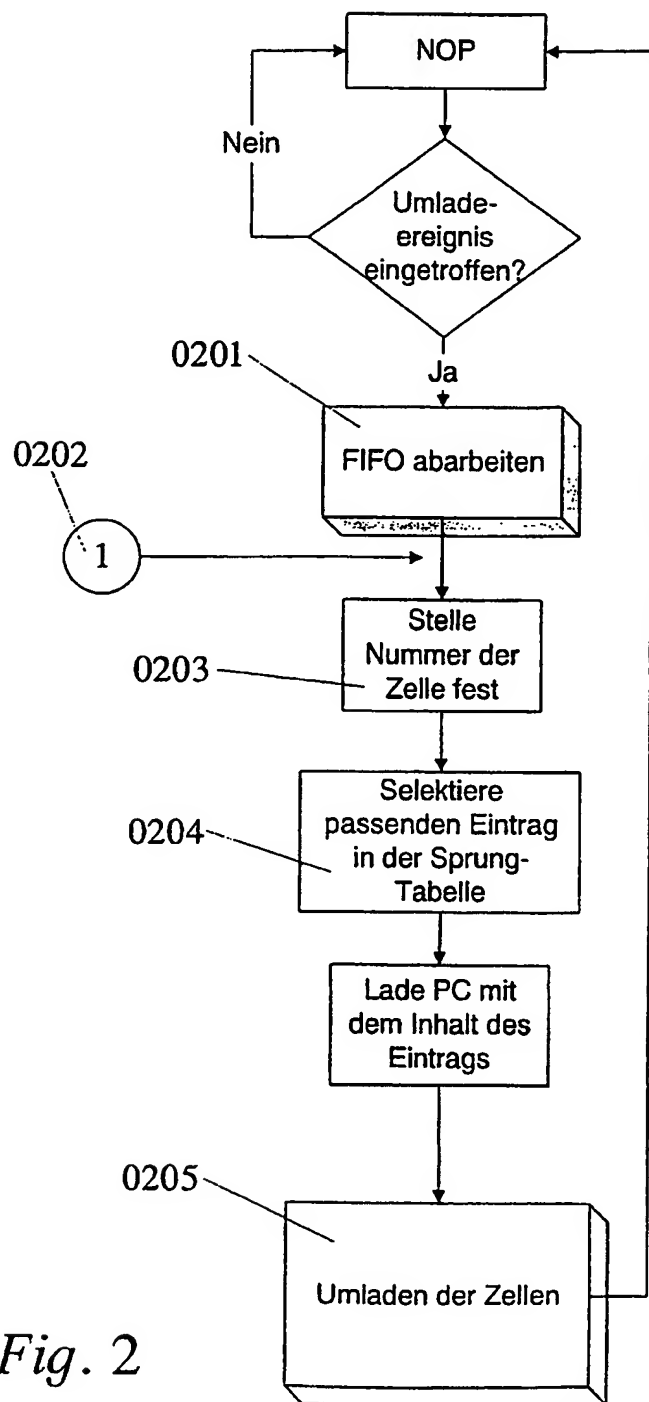 NOP
Nein
Umlade-
ereignis
eingetroffen?
Ja
0201
FIFO abarbeiten
0202
1
Stelle
Nummer der
Zelle fest
0203
Selektiere
passenden Eintrag
in der Sprung-
Tabelle
0204
Lade PC mit
dem Inhalt des
Eintrags
0205
Umladen der Zellen
Fig. 2